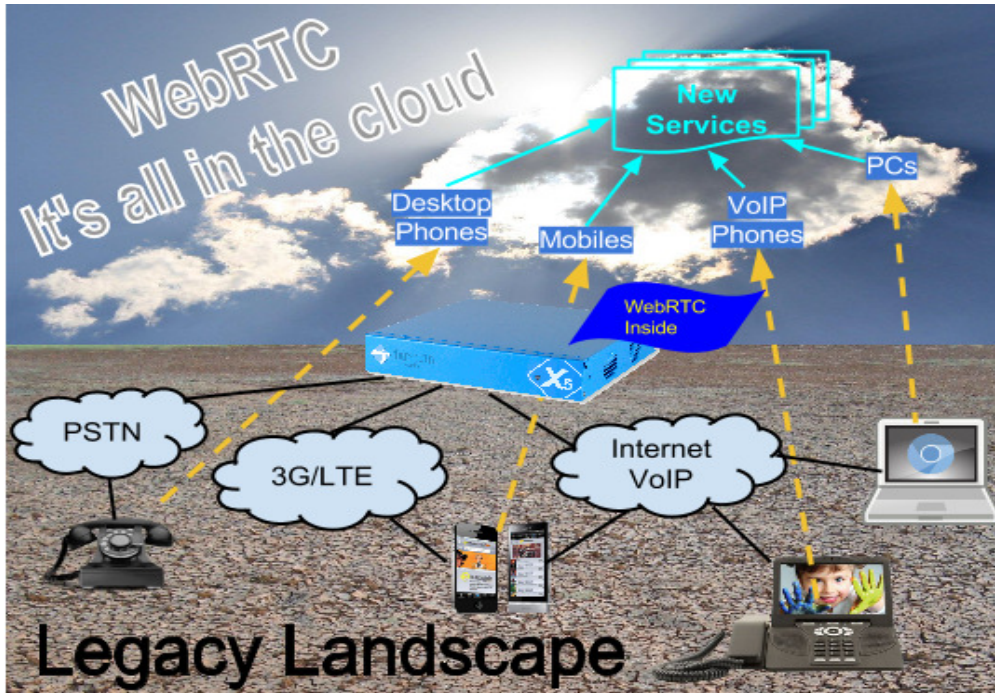 WebRTC
It's all in the cloud
New
Services
PCs
Desktop
Phones
Mobiles
VoIP
Phones
WebRTC
Inside
X5
PSTN
3G/LTE
Internet
VoIP
Legacy Landscape